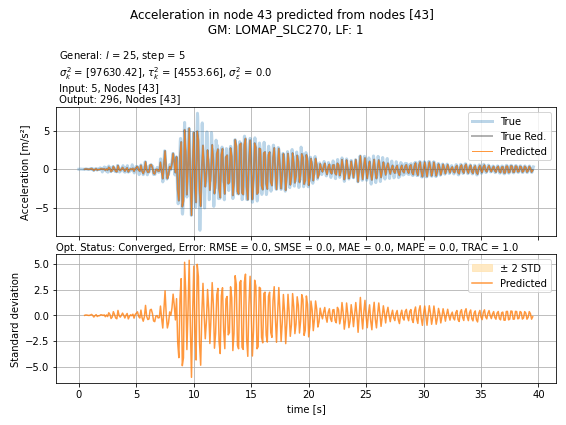 Acceleration in node 43 predicted from nodes [43]
GM: LOMAP_SLC270, LF: 1
General: l = 25, step = 5
σ²ₖ = [97630.42], τ²ₖ = [4553.66], σ²ε = 0.0
Input: 5, Nodes [43]
Output: 296, Nodes [43]
True
True Red.
Predicted
Acceleration [m/s²]
5
0
−5
Opt. Status: Converged, Error: RMSE = 0.0, SMSE = 0.0, MAE = 0.0, MAPE = 0.0, TRAC = 1.0
± 2 STD
Predicted
Standard deviation
5.0
2.5
0.0
−2.5
−5.0
0 5 10 15 20 25 30 35 40
time [s]